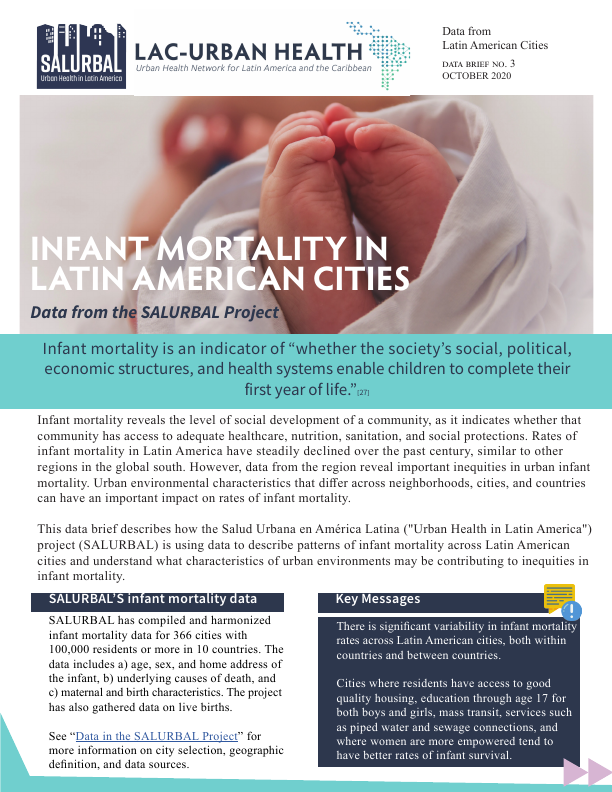 SALURBAL
Urban Health in Latin America
LAC-URBAN HEALTH
Urban Health Network for Latin America and the Caribbean
Data from
Latin American Cities
DATA BRIEF NO. 3
OCTOBER 2020
INFANT MORTALITY IN
LATIN AMERICAN CITIES
Data from the SALURBAL Project
Infant mortality is an indicator of “whether the society’s social, political,
economic structures, and health systems enable children to complete their
first year of life.”[27]
Infant mortality reveals the level of social development of a community, as it indicates whether that
community has access to adequate healthcare, nutrition, sanitation, and social protections. Rates of
infant mortality in Latin America have steadily declined over the past century, similar to other
regions in the global south. However, data from the region reveal important inequities in urban infant
mortality. Urban environmental characteristics that differ across neighborhoods, cities, and countries
can have an important impact on rates of infant mortality.
This data brief describes how the Salud Urbana en América Latina ("Urban Health in Latin America")
project (SALURBAL) is using data to describe patterns of infant mortality across Latin American
cities and understand what characteristics of urban environments may be contributing to inequities in
infant mortality.
SALURBAL’S infant mortality data
SALURBAL has compiled and harmonized
infant mortality data for 366 cities with
100,000 residents or more in 10 countries. The
data includes a) age, sex, and home address of
the infant, b) underlying causes of death, and
c) maternal and birth characteristics. The project
has also gathered data on live births.
See “Data in the SALURBAL Project” for
more information on city selection, geographic
definition, and data sources.
Key Messages
There is significant variability in infant mortality
rates across Latin American cities, both within
countries and between countries.
Cities where residents have access to good
quality housing, education through age 17 for
both boys and girls, mass transit, services such
as piped water and sewage connections, and
where women are more empowered tend to
have better rates of infant survival.